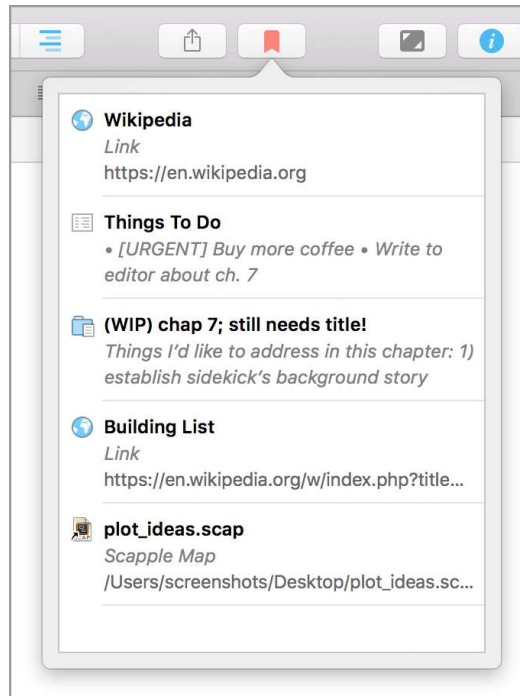 Wikipedia
Link
https://en.wikipedia.org
Things To Do
• [URGENT] Buy more coffee • Write to
editor about ch. 7
(WIP) chap 7; still needs title!
Things I’d like to address in this chapter: 1)
establish sidekick’s background story
Building List
Link
https://en.wikipedia.org/w/index.php?title...
plot_ideas.scap
Scapple Map
/Users/screenshots/Desktop/plot_ideas.sc...